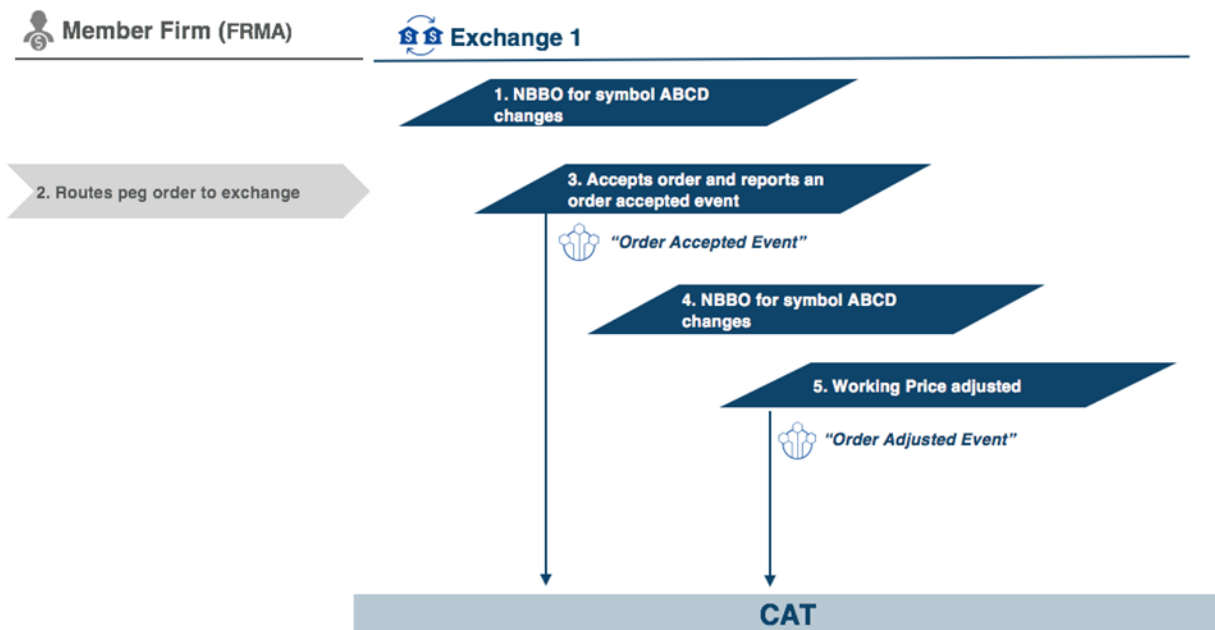 Member Firm (FRMA)
Exchange 1
1. NBBO for symbol ABCD
changes
2. Routes peg order to exchange
3. Accepts order and reports an
order accepted event
“Order Accepted Event”
4. NBBO for symbol ABCD
changes
5. Working Price adjusted
“Order Adjusted Event”
CAT